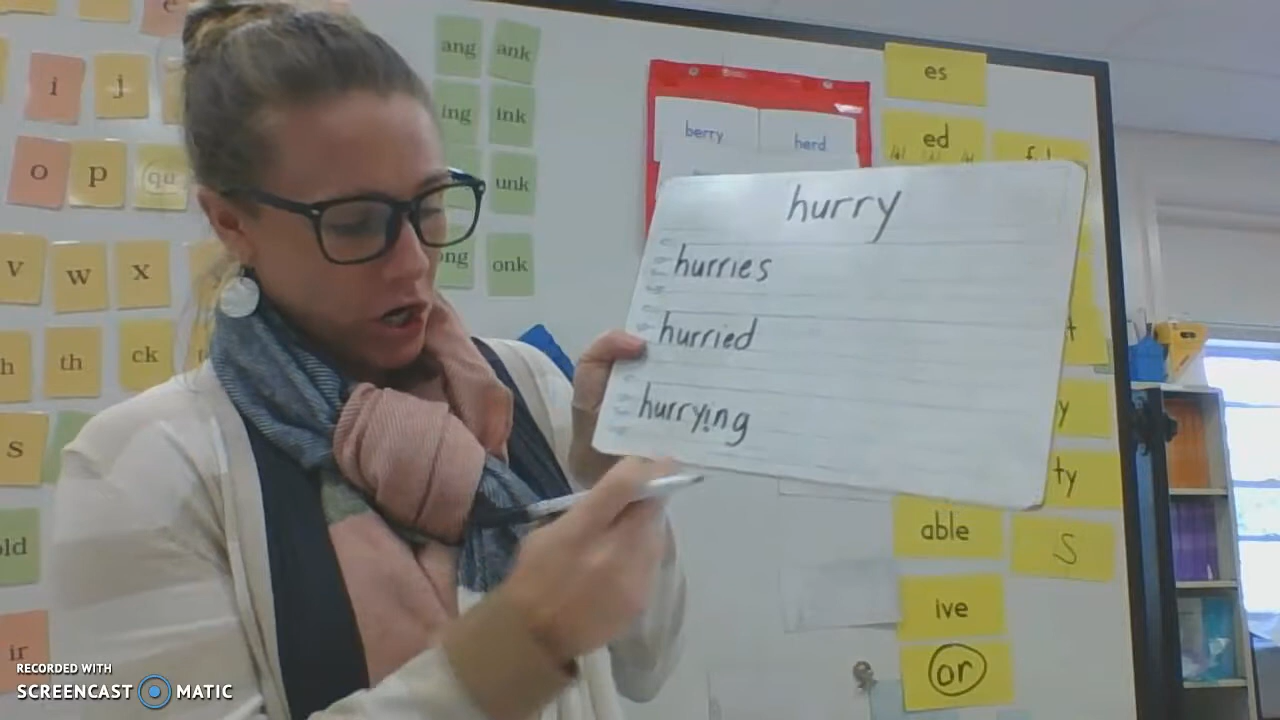 e
i j
o p qu
v w x
h th ck
s
old
ir
ang ank
ing ink
unk
ong onk
berry herd
hurry
hurries
hurried
hurrying
es
ed
y
ty
able S
ive
or
RECORDED WITH
SCREENCAST MATIC